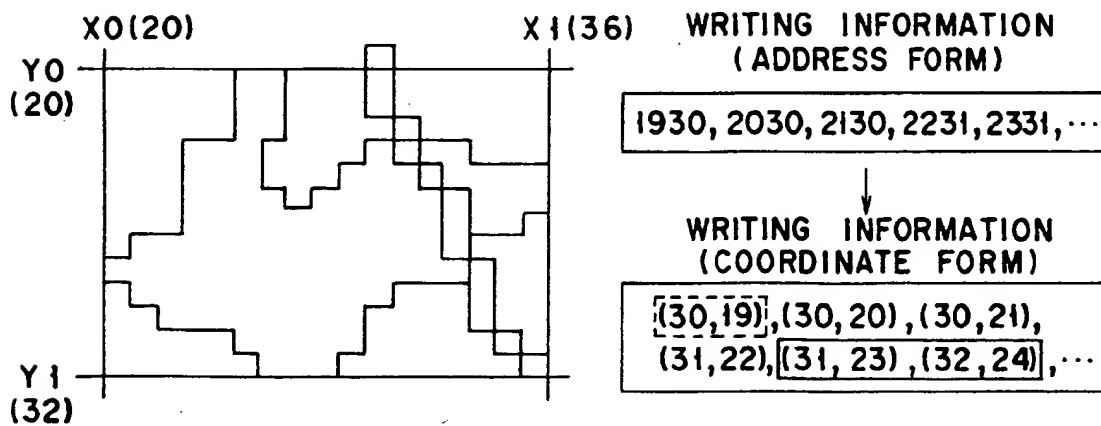 X0(20)
X1(36)
Y0
(20)
Y1
(32)
WRITING INFORMATION
(ADDRESS FORM)
1930, 2030, 2130, 2231, 2331, ···
WRITING INFORMATION
(COORDINATE FORM)
(30,19),(30,20),(30,21),
(31,22),(31,23),(32,24), ···